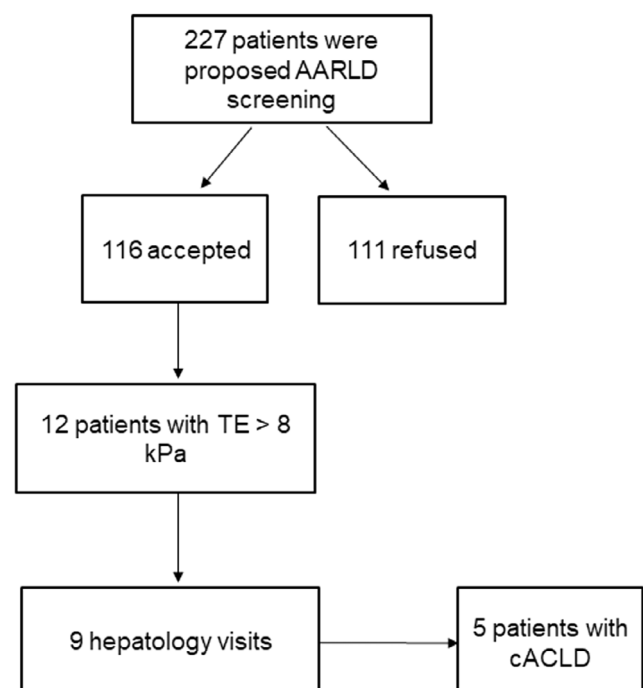 227 patients were
proposed AARLD
screening
116 accepted
111 refused
12 patients with TE > 8
kPa
9 hepatology visits
5 patients with
cACLD